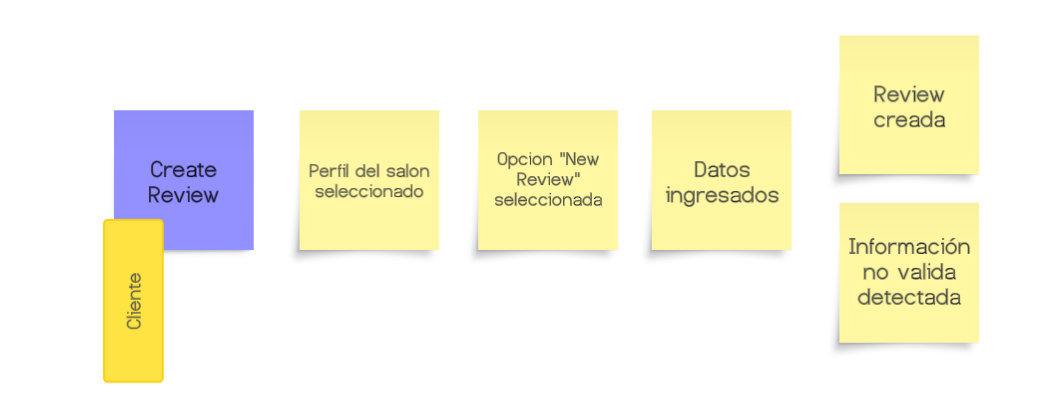 Create
Review
Cliente
Perfil del salon
seleccionado
Opcion "New
Review"
seleccionada
Datos
ingresados
Review
creada
Información
no valida
detectada